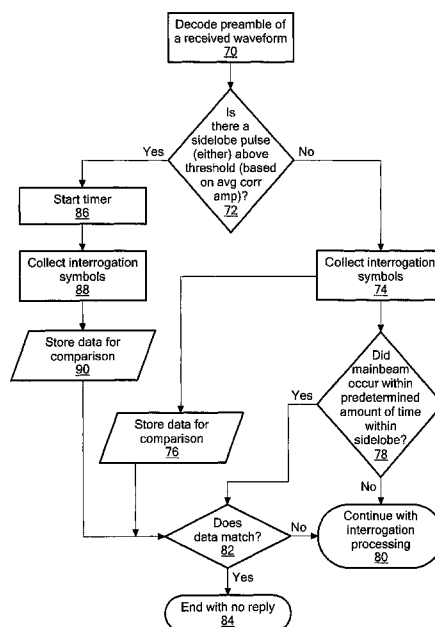 Decode preamble of
a received waveform
70
Is
there a
sidelobe pulse
(either) above
threshold (based
on avg corr
amp)?
72
Yes
No
Start timer
86
Collect interrogation
symbols
88
Collect interrogation
symbols
74
Store data for
comparison
90
Did
mainbeam
occur within
predetermined
amount of time
within
sidelobe?
78
Yes
Store data for
comparison
76
No
Does
data match?
82
No
Continue with
interrogation
processing
80
Yes
End with no reply
84